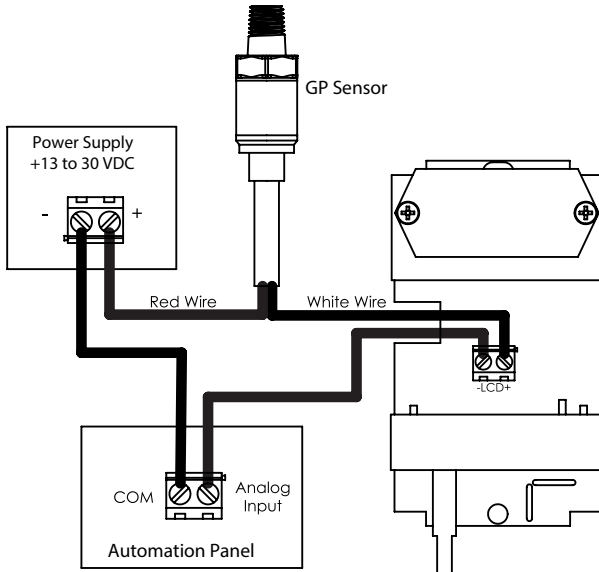 GP Sensor
Power Supply
+13 to 30 VDC
- +
Red Wire
White Wire
-LCD+
COM
Analog
Input
Automation Panel